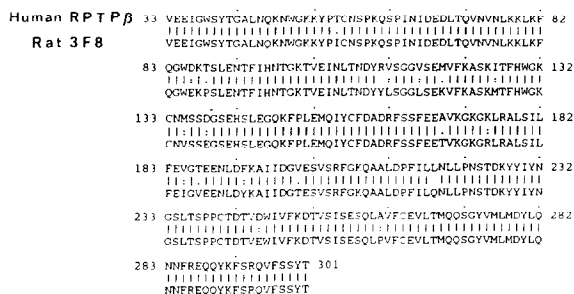 Human RPTPβ 33 VEEIGWSYTGALNQKNWGKKYPTCNSPKQSPINIDEDLTQVNVNLKKLKF 82
Rat 3F8 VEEIGWSYTGALNQKNWGKKYPICNSPKQSPINIDEDLTQVNVNLKKLKF
83 QGWDKTSLENTFIHNTGKTVEINLTNDYRVSGGVSEMVFKASKITFHWGK 132
QGWEKPSLENTFIHNTGKTVEINLTNDYYLSGGLSEKVFKASKMTFHWGK
133 CNMSSDGSEHSLEGQKFPLEMQIYCFDADRFSSFEEAVKGKGKLRALSIL 182
CNVSSEGSEHSLEGQKFPLEMQIYCFDADRFSSFEETVKGKGRLRALSIL
183 FEVGTEENLDFKAIIDGVESVSRFGKQAALDPFILLNLLPNSTDKYYIYN 232
FEIGVEENLDYKAIIDGTESVSRFGKQAALDPFILQNLLPNSTDKYYIYN
233 GSLTSPPCTDTVDWIVFKDTVSISESQLAVFCEVLTMQQSGYVMLMDYLQ 282
GSLTSPPCTDTVEWIVFKDTVSISESQLPVFCEVLTMQQSGYVMLMDYLQ
283 NNFREQQYKFSRQVFSSYT 301
NNFREQQYKFSRQVFSSYT